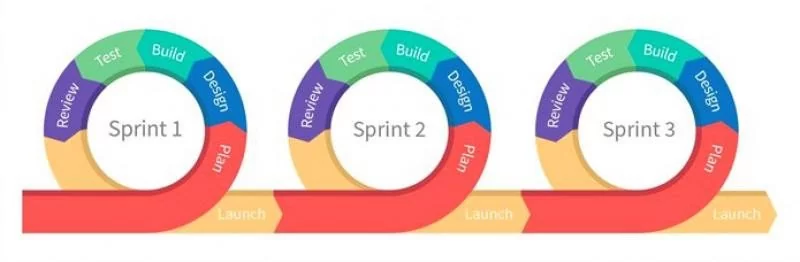 Sprint 1
Plan
Design
Build
Test
Review
Launch
Sprint 2
Plan
Design
Build
Test
Review
Launch
Sprint 3
Plan
Design
Build
Test
Review
Launch